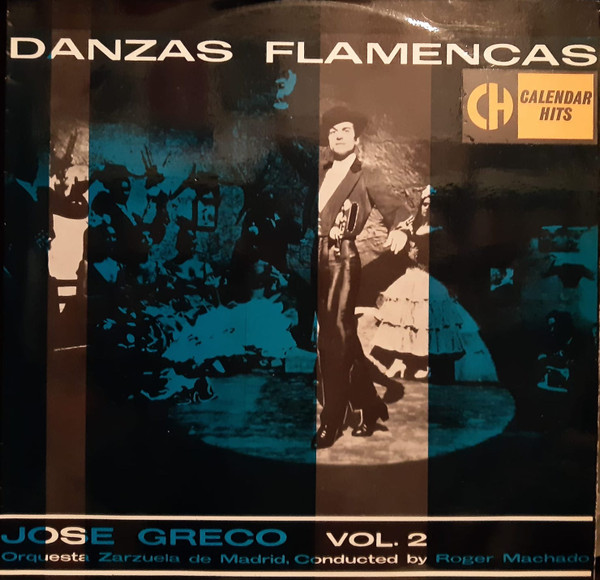 DANZAS FLAMENCAS
CH CALENDAR
HITS
JOSE GRECO VOL. 2
Orquesta Zarzuela de Madrid, Conducted by Roger Machado